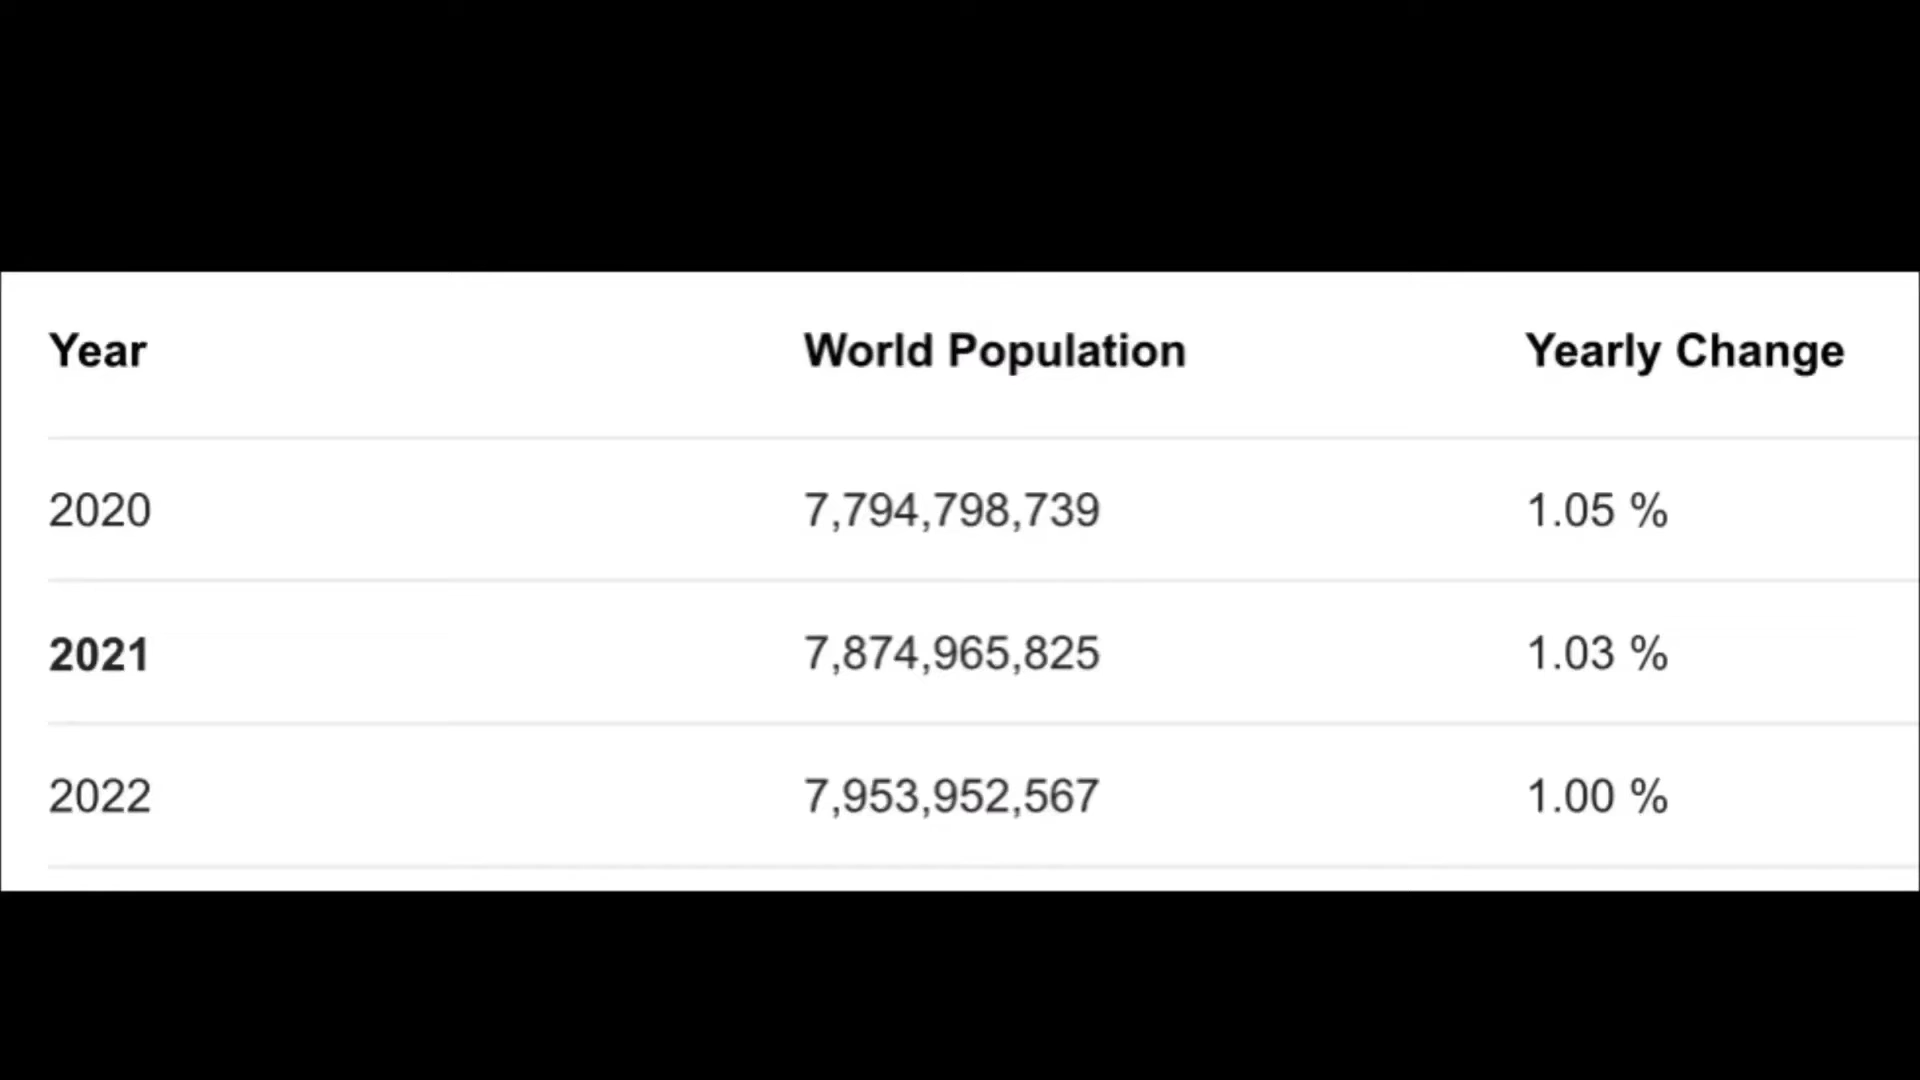 Year World Population Yearly Change
2020 7,794,798,739 1.05 %
2021 7,874,965,825 1.03 %
2022 7,953,952,567 1.00 %